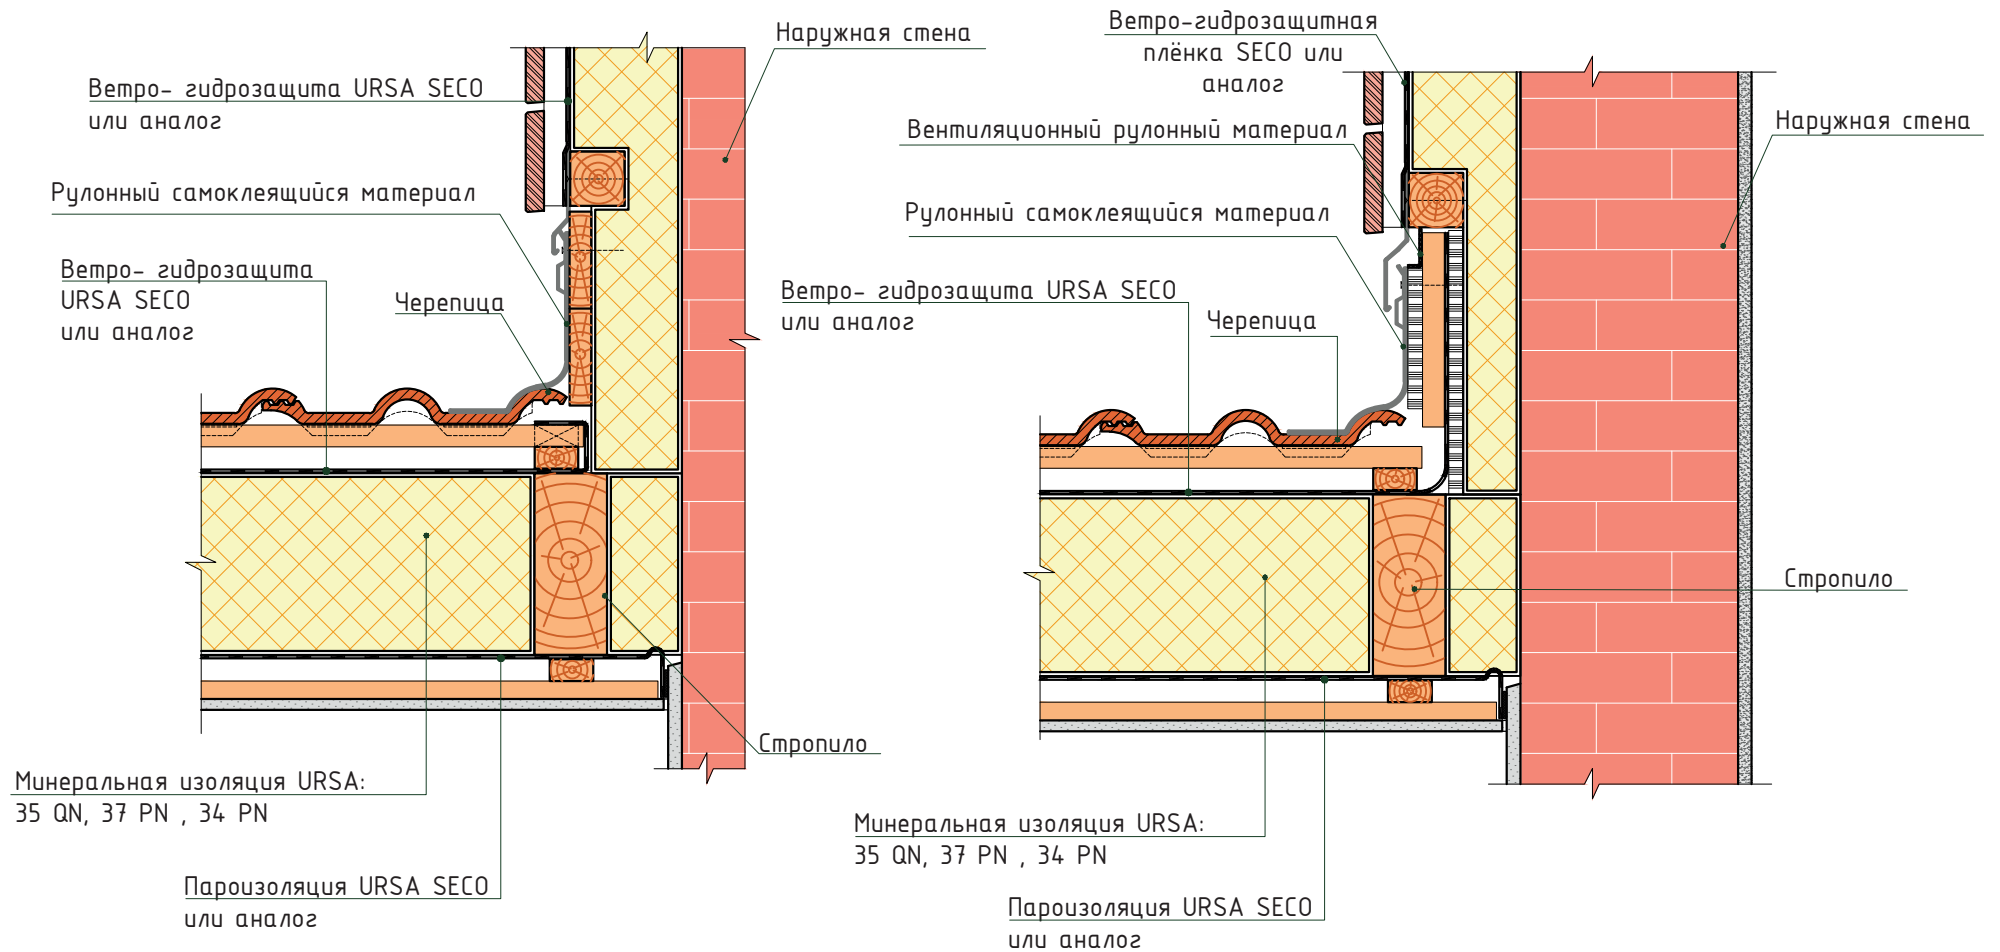 Наружная стена
Ветро- гидрозащита URSA SECO
или аналог
Рулонный самоклеящийся материал
Ветро- гидрозащита
URSA SECO
или аналог
Черепица
Стропило
Минеральная изоляция URSA:
35 QN, 37 PN , 34 PN
Пароизоляция URSA SECO
или аналог
Ветро-гидрозащитная
плёнка SECO или
аналог
Вентиляционный рулонный материал
Наружная стена
Рулонный самоклеящийся материал
Ветро- гидрозащита URSA SECO
или аналог
Черепица
Стропило
Минеральная изоляция URSA:
35 QN, 37 PN , 34 PN
Пароизоляция URSA SECO
или аналог